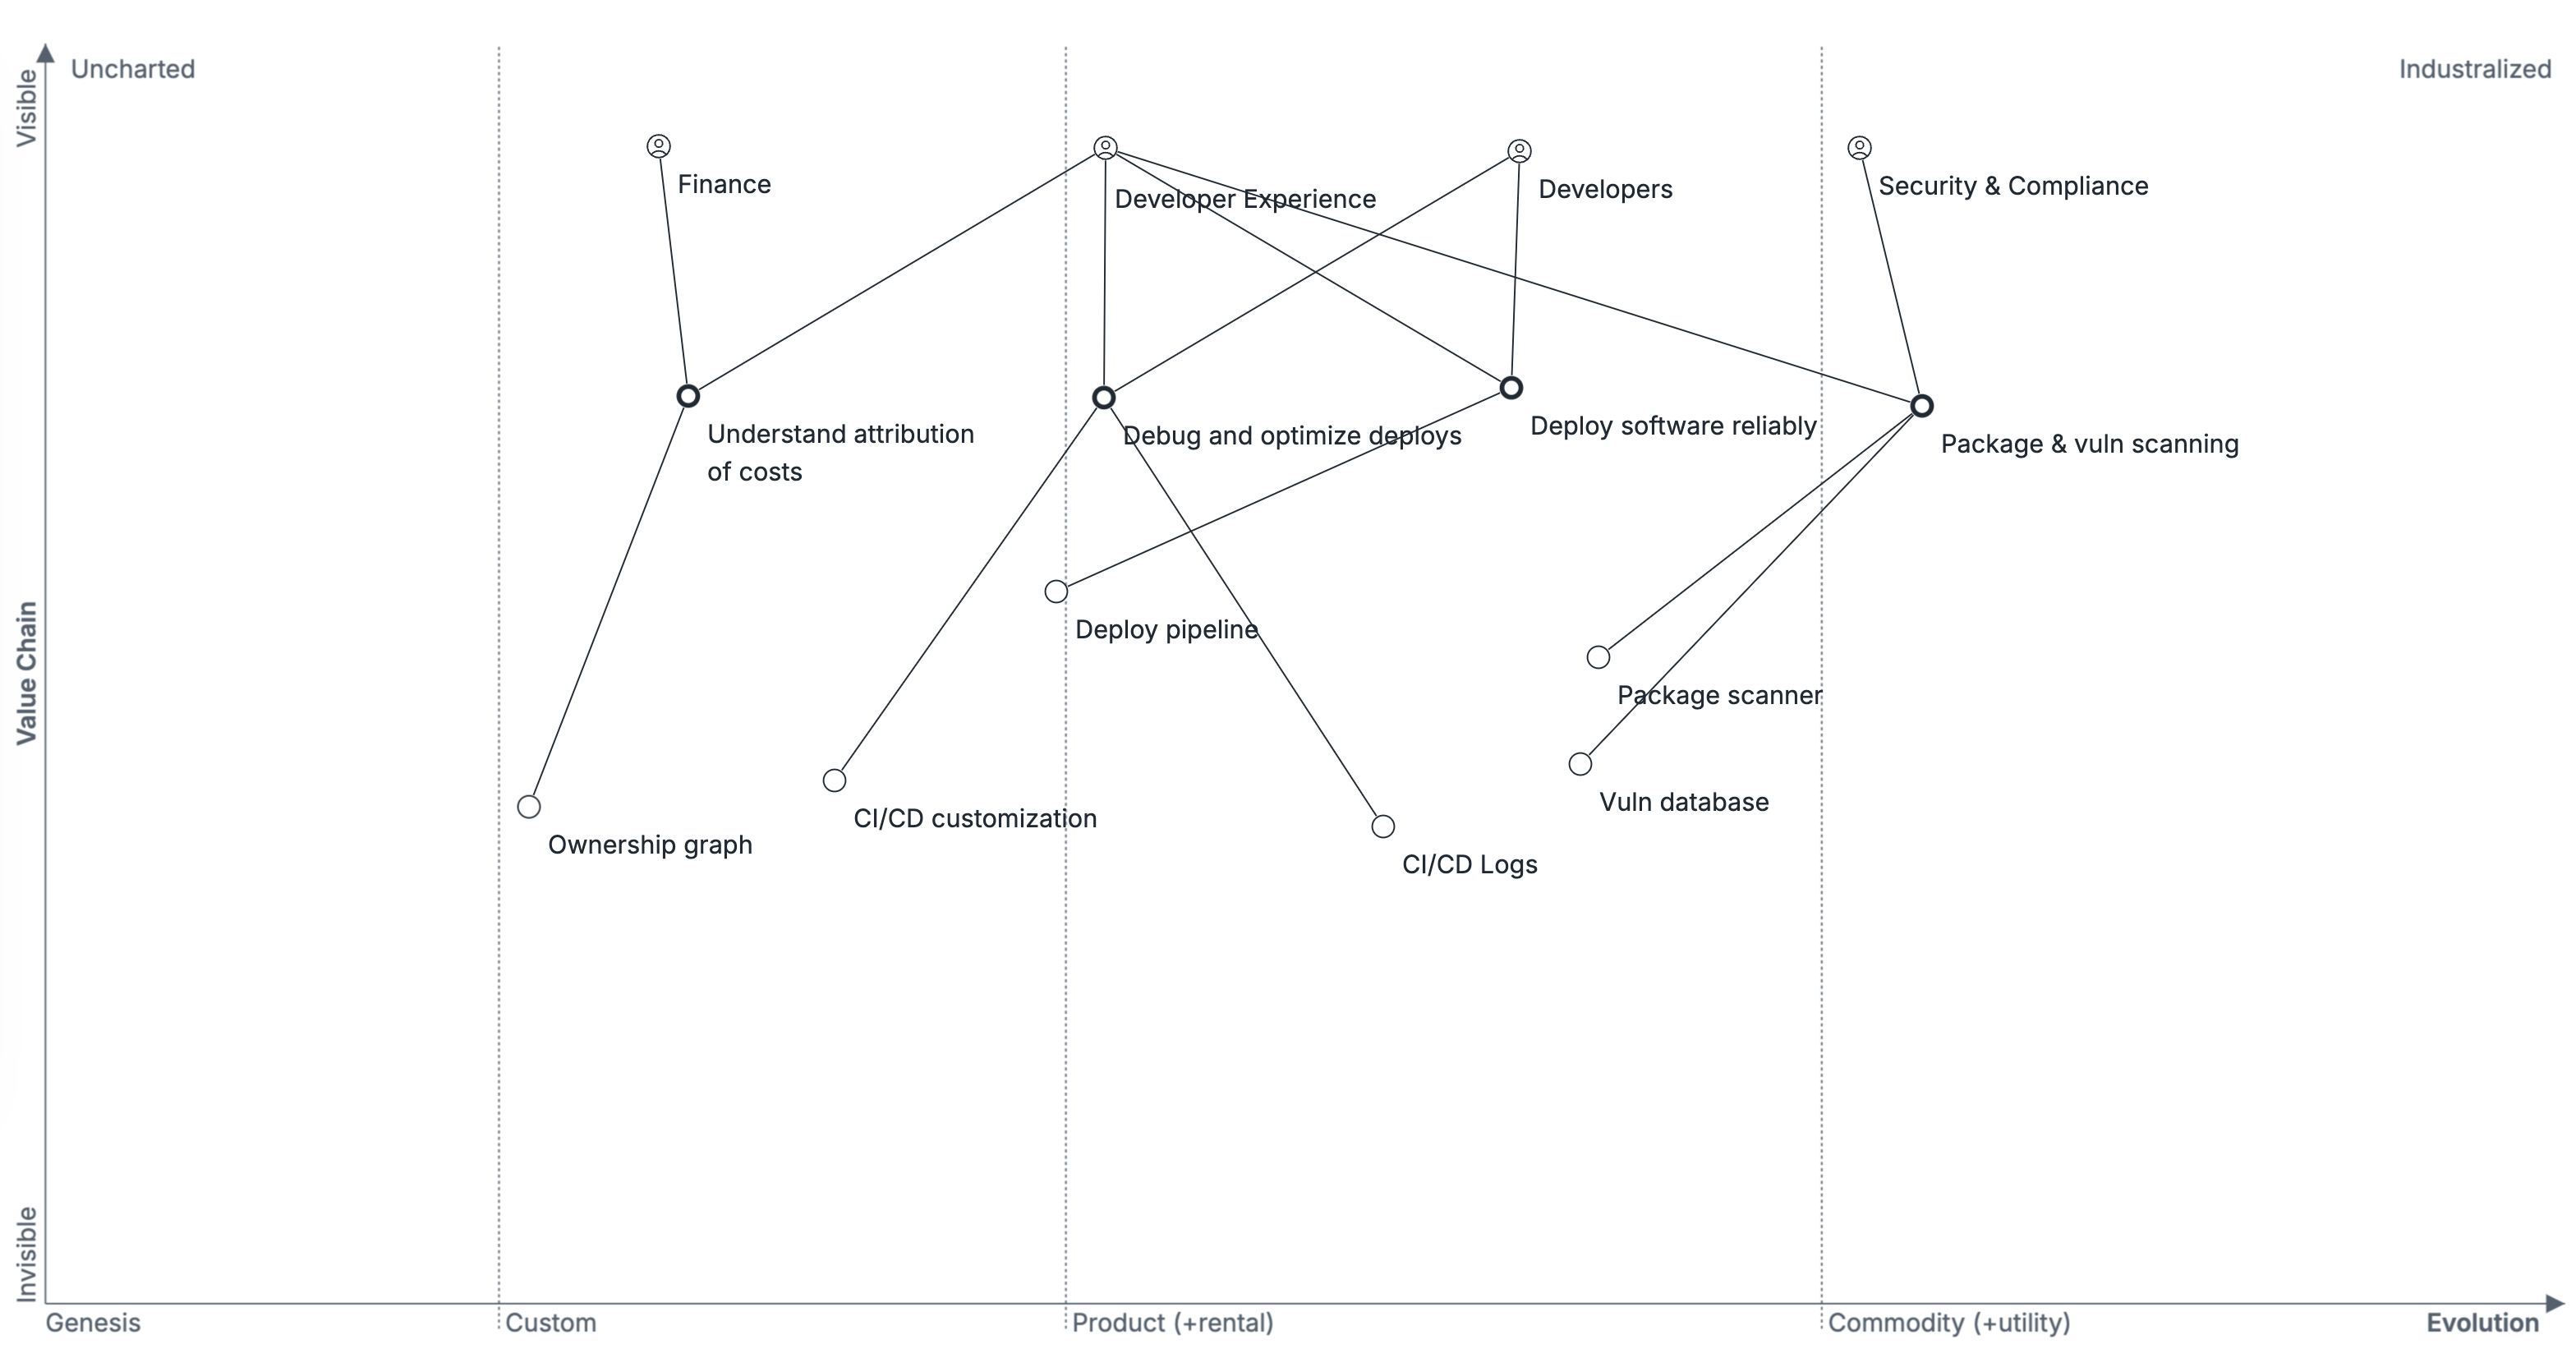 Visible
Uncharted
Industralized
Finance
Developer Experience
Developers
Security & Compliance
Understand attribution
of costs
Debug and optimize deploys
Deploy software reliably
Package & vuln scanning
Value Chain
Deploy pipeline
Package scanner
Ownership graph
CI/CD customization
CI/CD Logs
Vuln database
Invisible
Genesis
Custom
Product (+rental)
Commodity (+utility)
Evolution